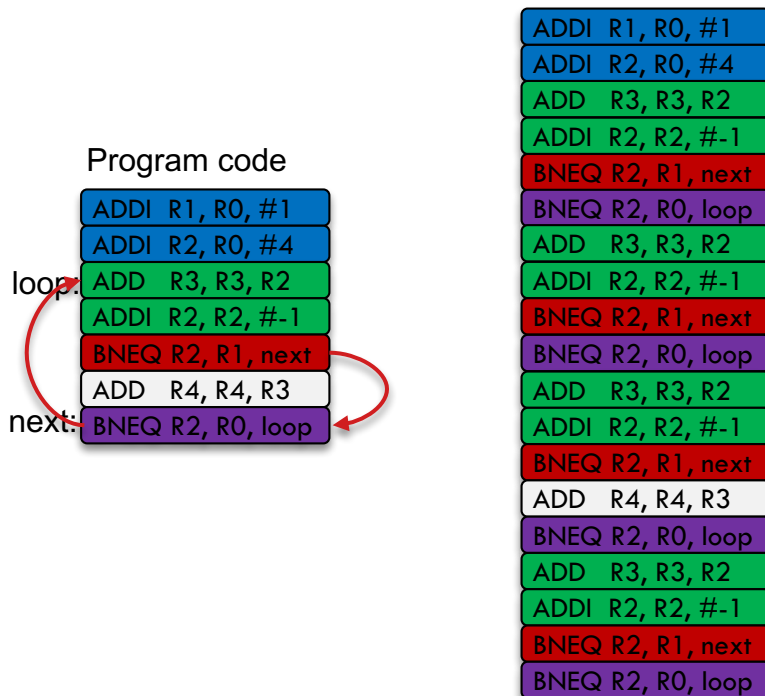 Program code
ADDI R1, R0, #1
ADDI R2, R0, #4
loop: ADD R3, R3, R2
ADDI R2, R2, #-1
BNEQ R2, R1, next
ADD R4, R4, R3
next: BNEQ R2, R0, loop
ADDI R1, R0, #1
ADDI R2, R0, #4
ADD R3, R3, R2
ADDI R2, R2, #-1
BNEQ R2, R1, next
BNEQ R2, R0, loop
ADD R3, R3, R2
ADDI R2, R2, #-1
BNEQ R2, R1, next
BNEQ R2, R0, loop
ADD R3, R3, R2
ADDI R2, R2, #-1
BNEQ R2, R1, next
ADD R4, R4, R3
BNEQ R2, R0, loop
ADD R3, R3, R2
ADDI R2, R2, #-1
BNEQ R2, R1, next
BNEQ R2, R0, loop